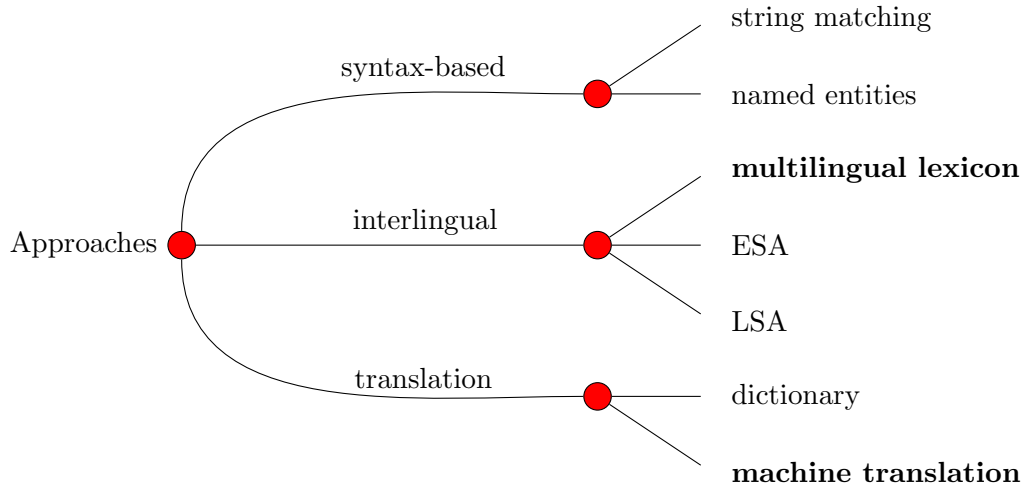 string matching
syntax-based
named entities
multilingual lexicon
interlingual
Approaches
ESA
LSA
translation
dictionary
machine translation